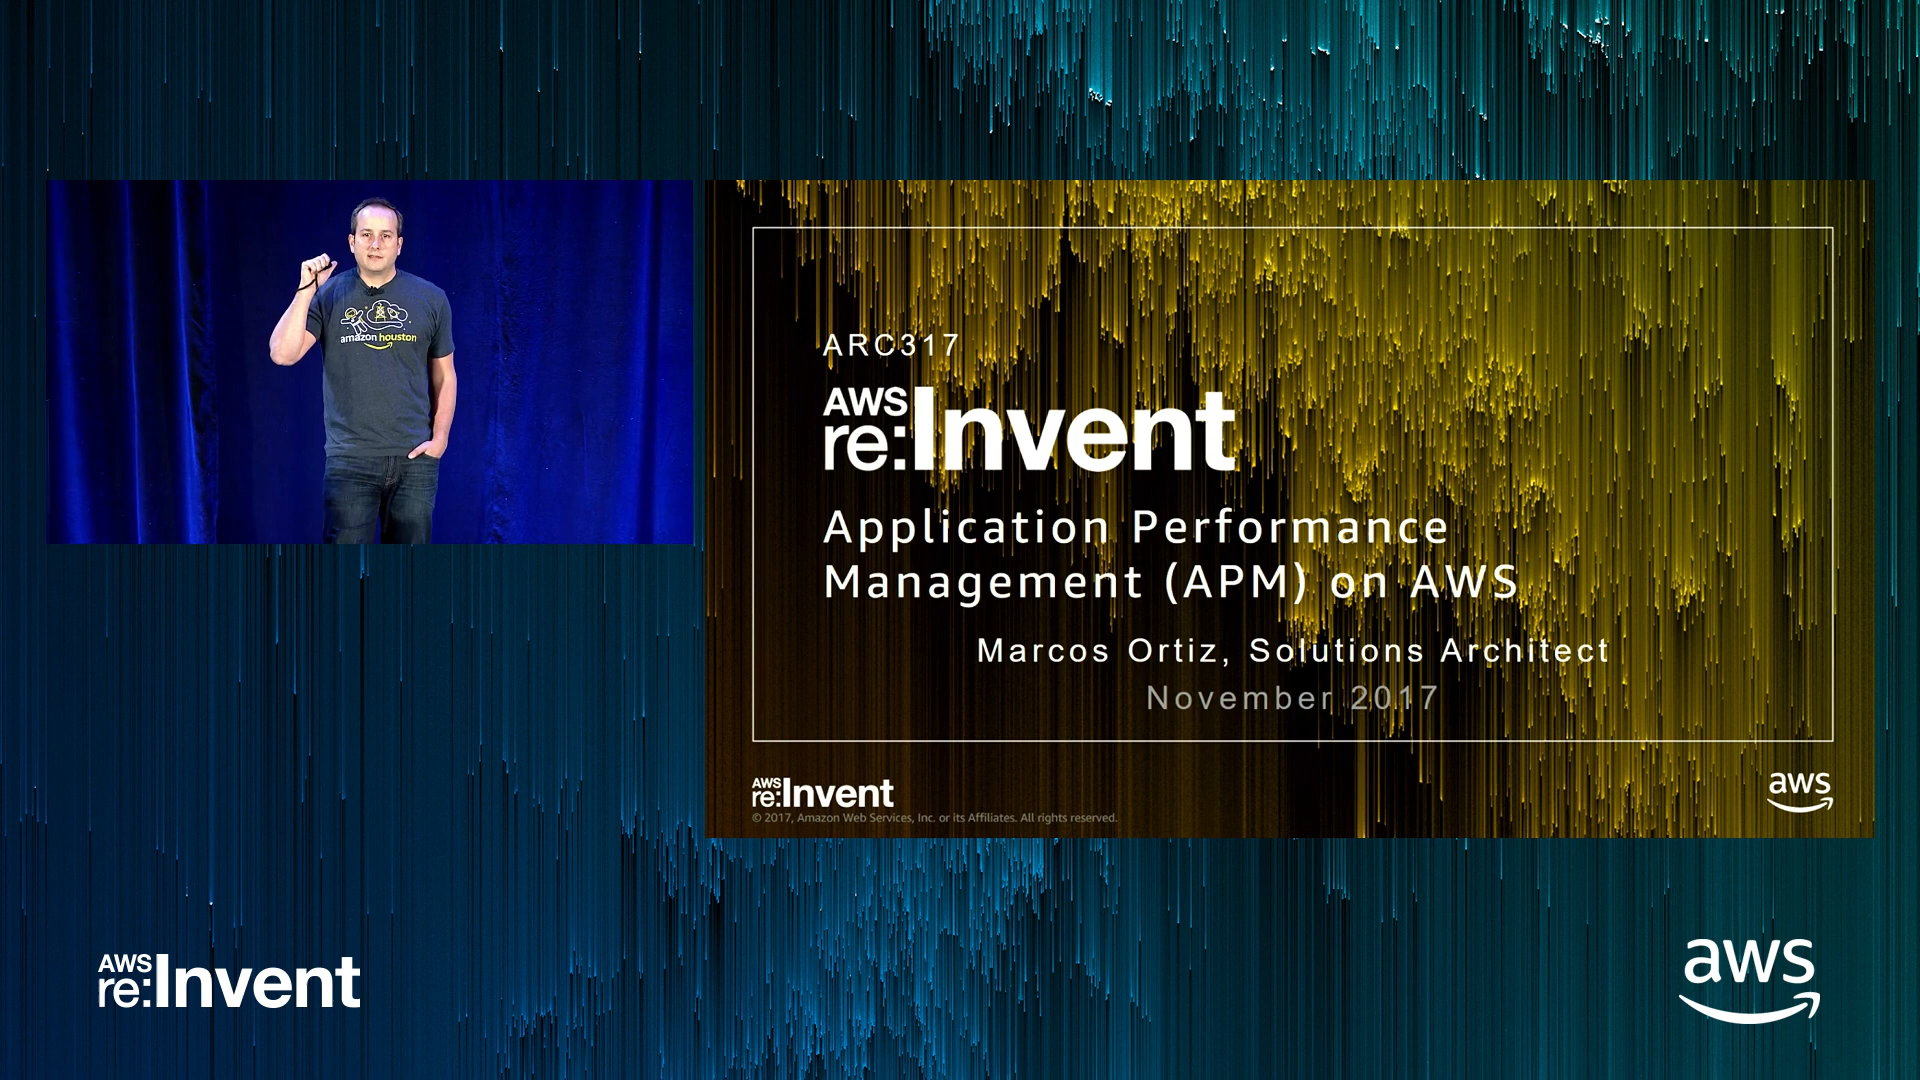 amazon houston
ARC317
AWS
re:Invent
Application Performance
Management (APM) on AWS
Marcos Ortiz, Solutions Architect
November 2017
AWS
re:Invent
© 2017, Amazon Web Services, Inc. or its Affiliates. All rights reserved.
aws
AWS
re:Invent
aws